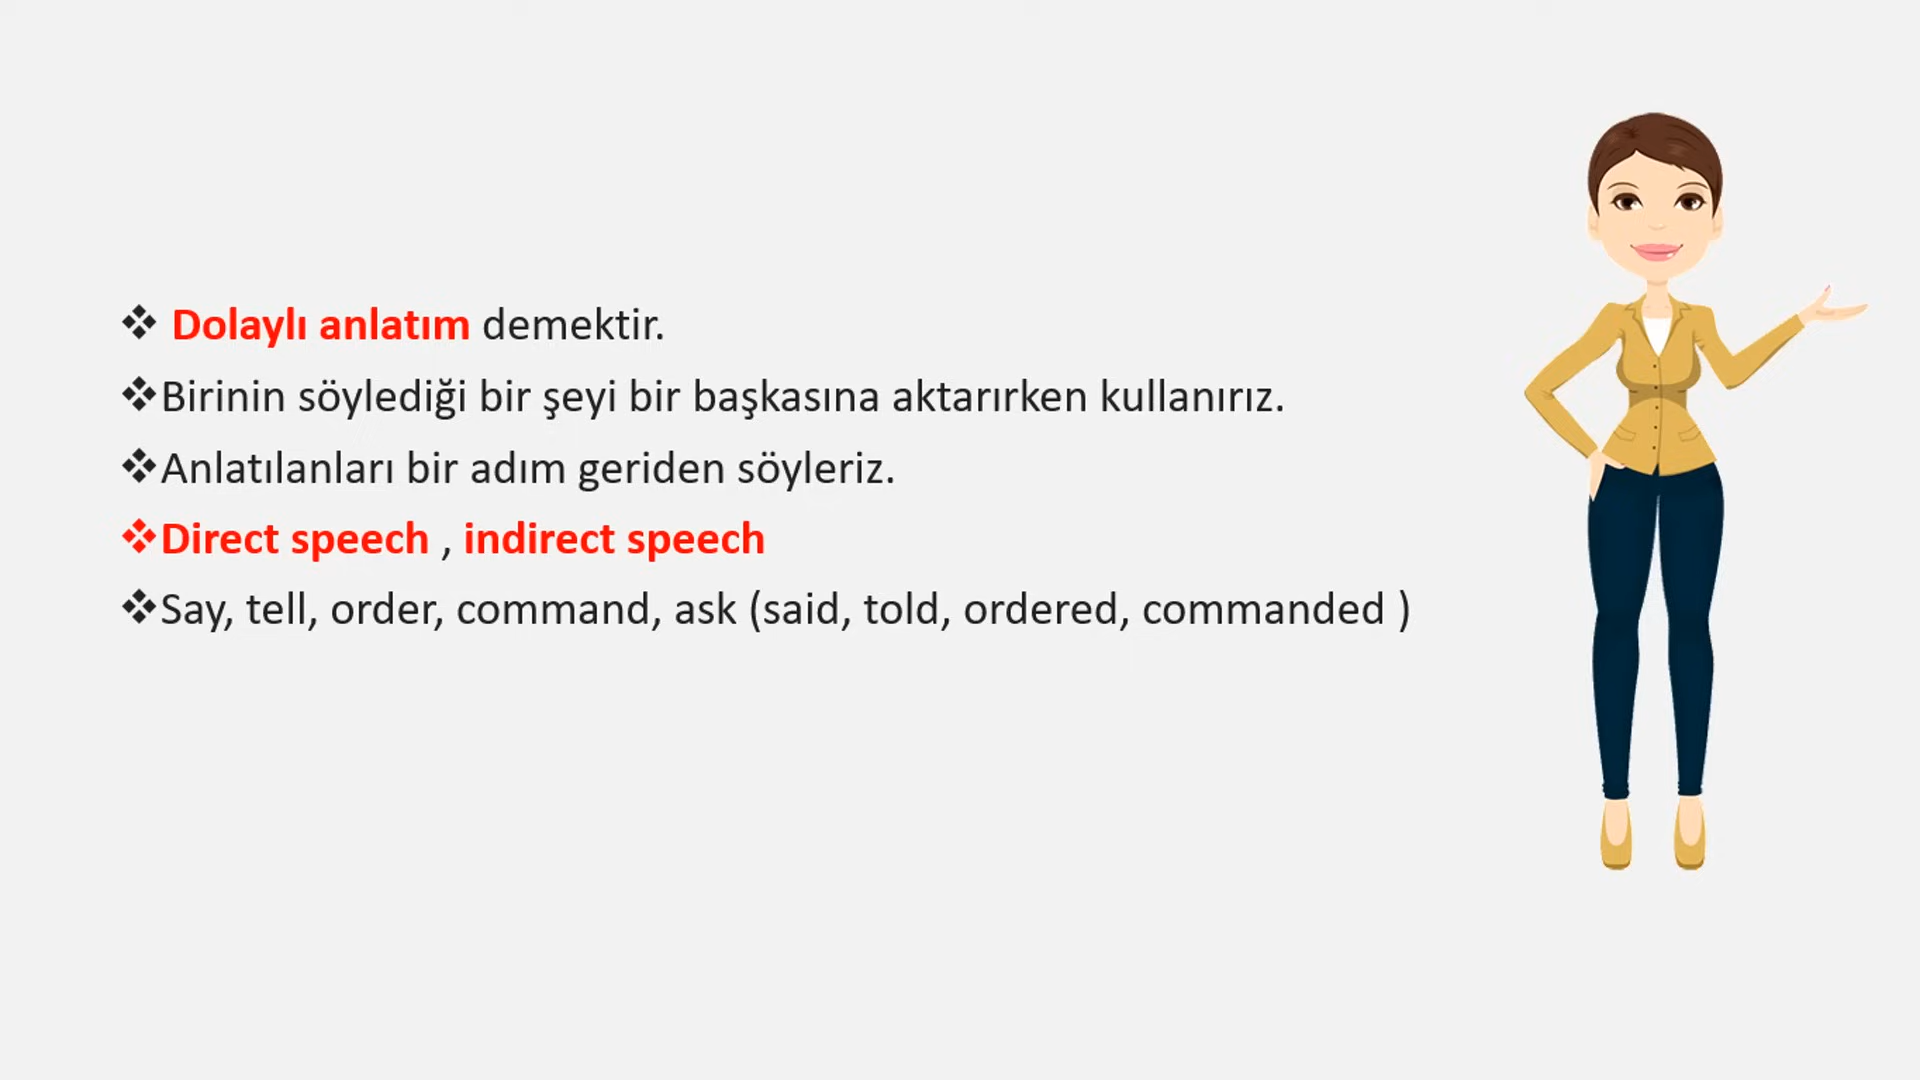 ❖ Dolaylı anlatım demektir.
❖Birinin söylediği bir şeyi bir başkasına aktarırken kullanırız.
❖Anlatılanları bir adım geriden söyleriz.
❖Direct speech , indirect speech
❖Say, tell, order, command, ask (said, told, ordered, commanded )